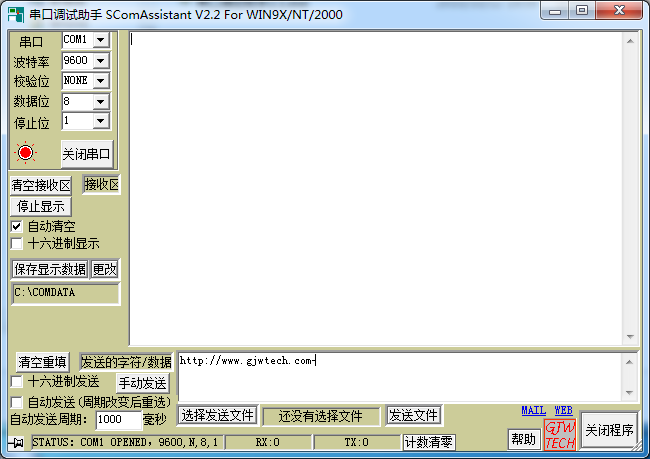 串口调试助手 SComAssistant V2.2 For WIN9X/NT/2000
串口 COM1
波特率 9600
校验位 NONE
数据位 8
停止位 1
关闭串口
清空接收区 接收区
停止显示
自动清空
十六进制显示
保存显示数据 更改
C:\COMDATA
清空重填 发送的字符/数据 http://www.gjwtech.com
十六进制发送 手动发送
自动发送(周期改变后重选)
自动发送周期: 1000 毫秒
选择发送文件 还没有选择文件 发送文件
MAIL WEB
STATUS: COM1 OPENED, 9600,N,8,1 RX:0 TX:0 计数清零
帮助 GJW TECH 关闭程序